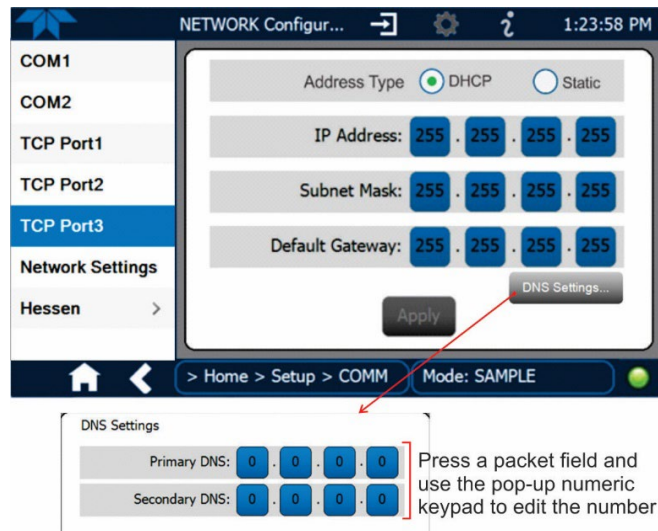 NETWORK Configur... 1:23:58 PM
COM1
COM2
TCP Port1
TCP Port2
TCP Port3
Network Settings
Hessen >
Address Type DHCP Static
IP Address: 255 . 255 . 255 . 255
Subnet Mask: 255 . 255 . 255 . 255
Default Gateway: 255 . 255 . 255 . 255
DNS Settings...
Apply
> Home > Setup > COMM Mode: SAMPLE
DNS Settings
Primary DNS: 0 . 0 . 0 . 0
Secondary DNS: 0 . 0 . 0 . 0
Press a packet field and
use the pop-up numeric
keypad to edit the number